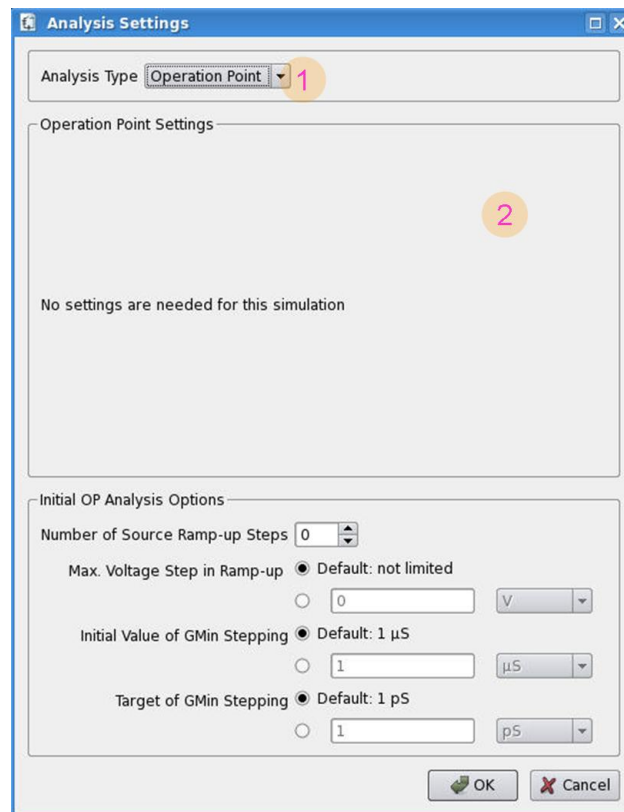 Analysis Settings
Analysis Type Operation Point 1
Operation Point Settings
2
No settings are needed for this simulation
Initial OP Analysis Options
Number of Source Ramp-up Steps 0
Max. Voltage Step in Ramp-up Default: not limited
0 V
Initial Value of GMin Stepping Default: 1 µS
1 µS
Target of GMin Stepping Default: 1 pS
1 pS
OK Cancel